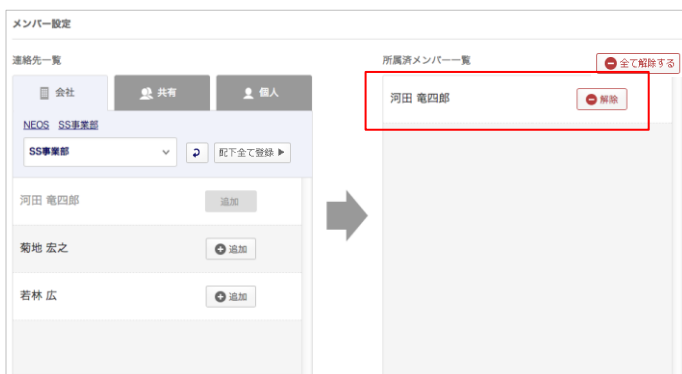 メンバー設定
連絡先一覧
会社
共有
個人
NEOS SS事業部
SS事業部
配下全て登録
河田 竜四郎
追加
菊地 宏之
追加
若林 広
追加
所属済メンバー一覧
全て解除する
河田 竜四郎
解除